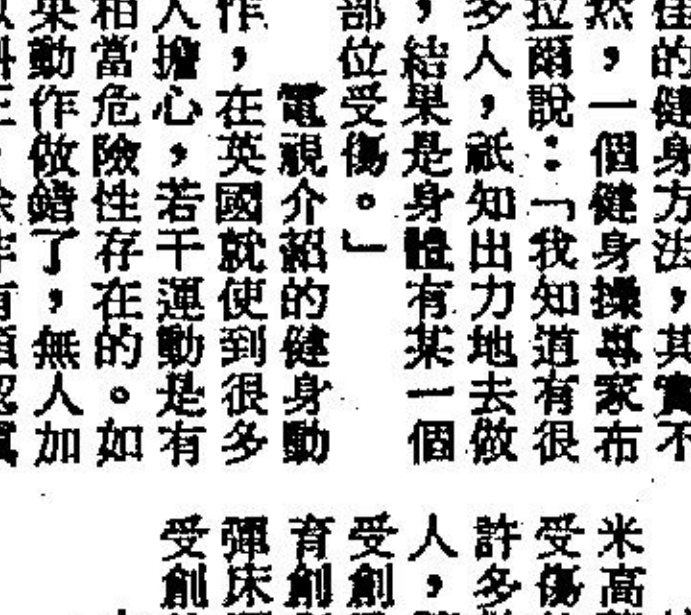 佳的健身方法，其實不
然，一個健身操專家布
拉爾說：「我知道有很
多人，祇知出力地去做
，結果是身體有某一個
部位受傷。」
電視介紹的健身動
作，在英國就使到很多
人擔心，若干運動是有
相當危險性存在的。如
果動作做錯了，無人加
米高
受傷
許多
人，
受創
育創
彈床
受創